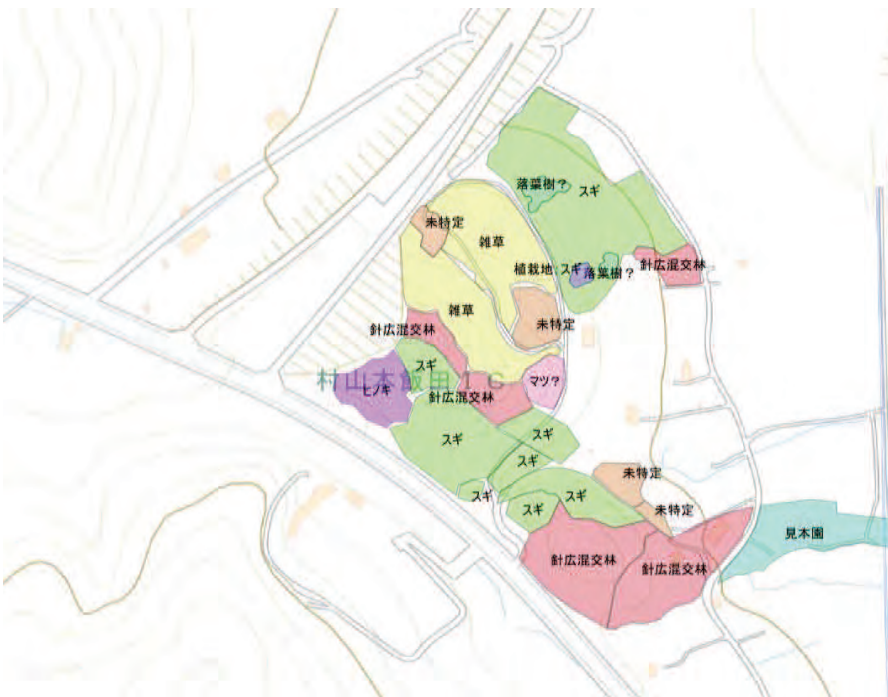 落葉樹？
スギ
未特定
雑草
植栽地:スギ
落葉樹？
針広混交林
雑草
未特定
針広混交林
スギ
村山本飯田１６
ヒノキ
マツ？
針広混交林
スギ
スギ
スギ
スギ
スギ
スギ
未特定
未特定
見本園
針広混交林
針広混交林